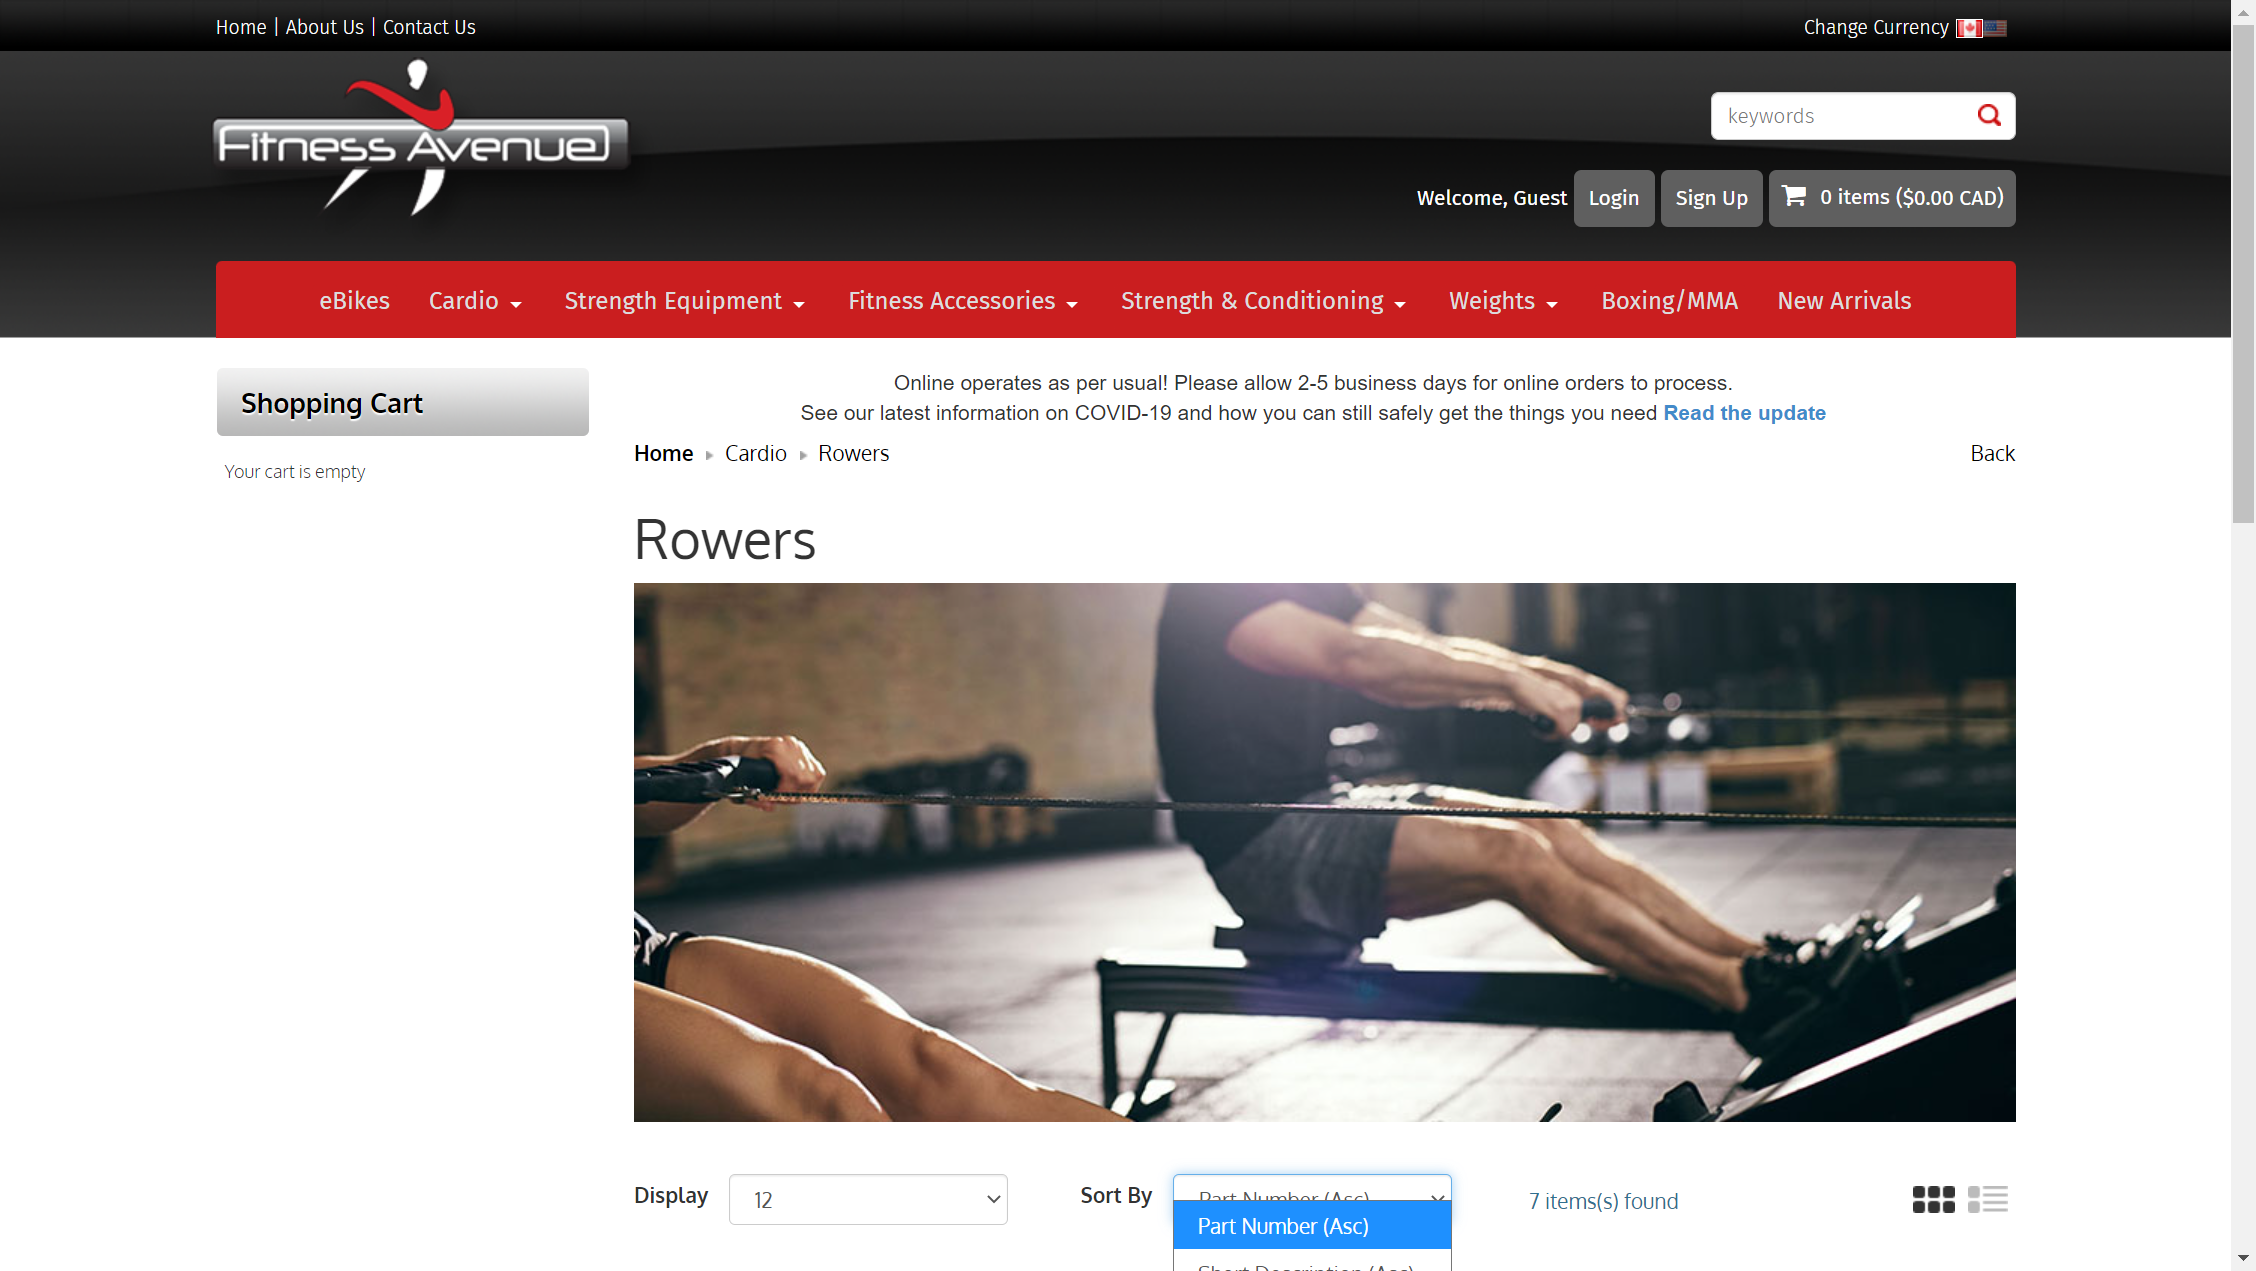 Home | About Us | Contact Us
Change Currency
Fitness Avenue
keywords
Welcome, Guest
Login
Sign Up
0 items ($0.00 CAD)
eBikes
Cardio
Strength Equipment
Fitness Accessories
Strength & Conditioning
Weights
Boxing/MMA
New Arrivals
Shopping Cart
Your cart is empty
Online operates as per usual! Please allow 2-5 business days for online orders to process.
See our latest information on COVID-19 and how you can still safely get the things you need Read the update
Home Cardio Rowers
Back
Rowers
Display
12
Sort By
Part Number (Asc)
7 items(s) found
Part Number (Asc)
Short Description (Asc)